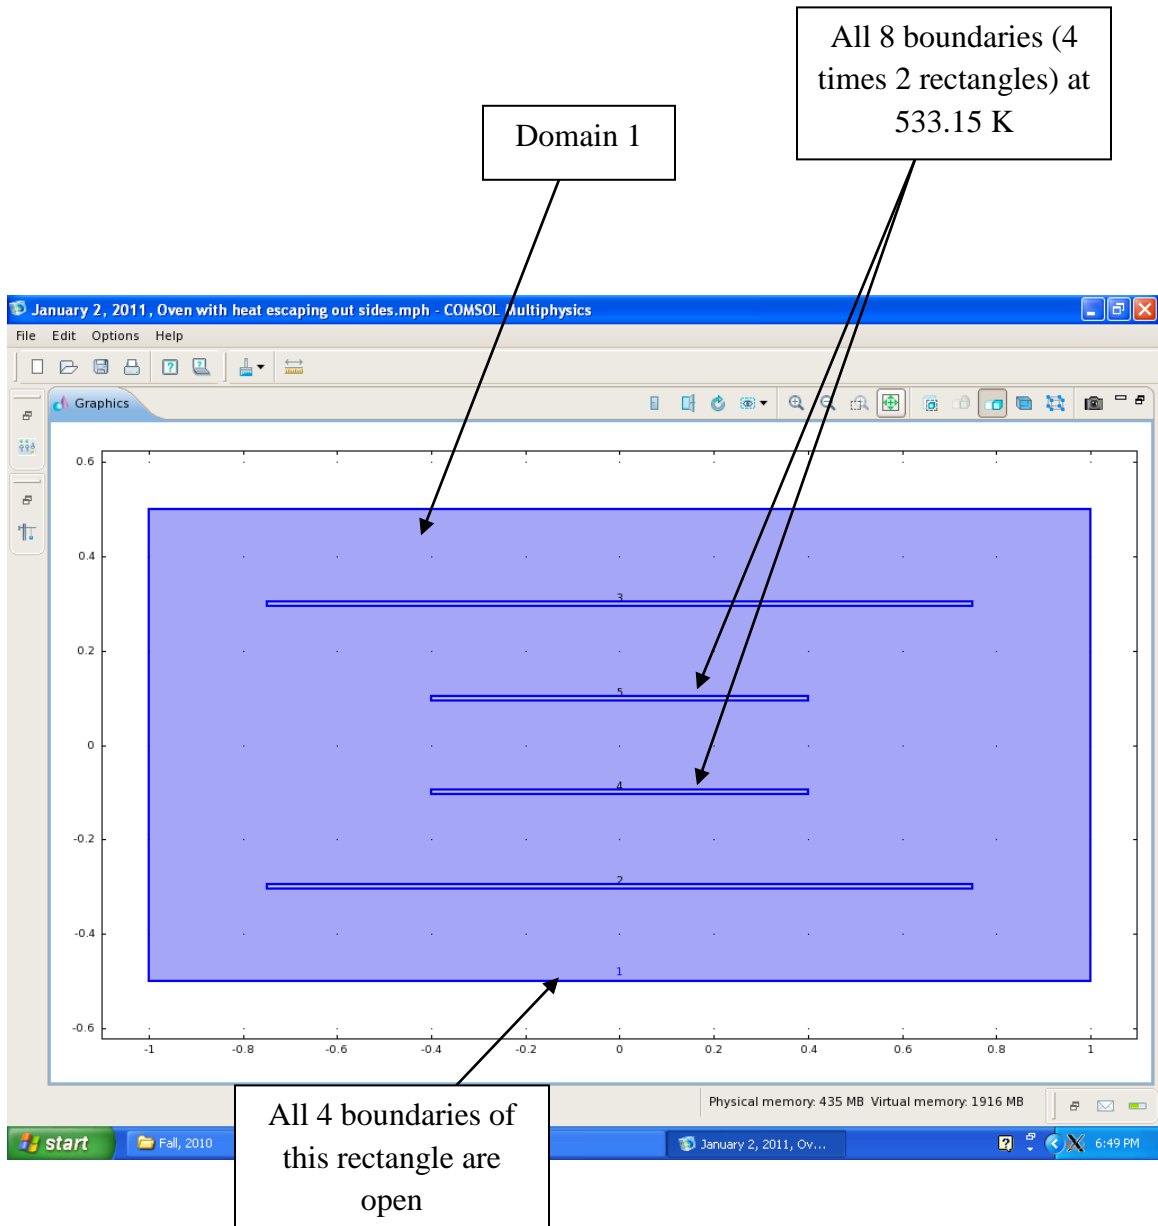 All 8 boundaries (4
times 2 rectangles) at
533.15 K
Domain 1
January 2, 2011, Oven with heat escaping out sides.mph - COMSOL Multiphysics
File Edit Options Help
Graphics
0.6
0.4
0.2
0
-0.2
-0.4
-0.6
3
5
4
2
1
-1 -0.8 -0.6 -0.4 -0.2 0 0.2 0.4 0.6 0.8 1
Physical memory: 435 MB Virtual memory: 1916 MB
start
Fall, 2010
January 2, 2011, Ov...
6:49 PM
All 4 boundaries of
this rectangle are
open